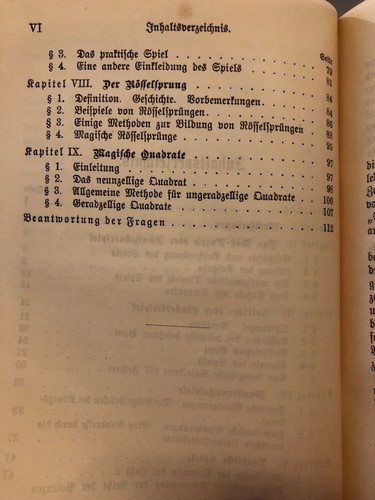 VI Inhaltsverzeichnis.
Seite
§ 3. Das praktische Spiel . . . . . . . . . . . . 79
§ 4. Eine andere Einkleidung des Spiels . . . . . . 81
Kapitel VIII. Der Rösselsprung . . . . . . . . . . 84
§ 1. Definition. Geschichte. Vorbemerkungen . . . . 84
§ 2. Beispiele von Rösselsprüngen . . . . . . . . . 86
§ 3. Einige Methoden zur Bildung von Rösselsprüngen 88
§ 4. Magische Rösselsprünge . . . . . . . . . . . . 95
Kapitel IX. Magische Quadrate . . . . . . . . . . 97
§ 1. Einleitung . . . . . . . . . . . . . . . . . . 97
§ 2. Das neunzellige Quadrat . . . . . . . . . . . 98
§ 3. Allgemeine Methode für ungeradzellige Quadrate 100
§ 4. Geradzellige Quadrate . . . . . . . . . . . . 107
Beantwortung der Fragen . . . . . . . . . . . . . 112